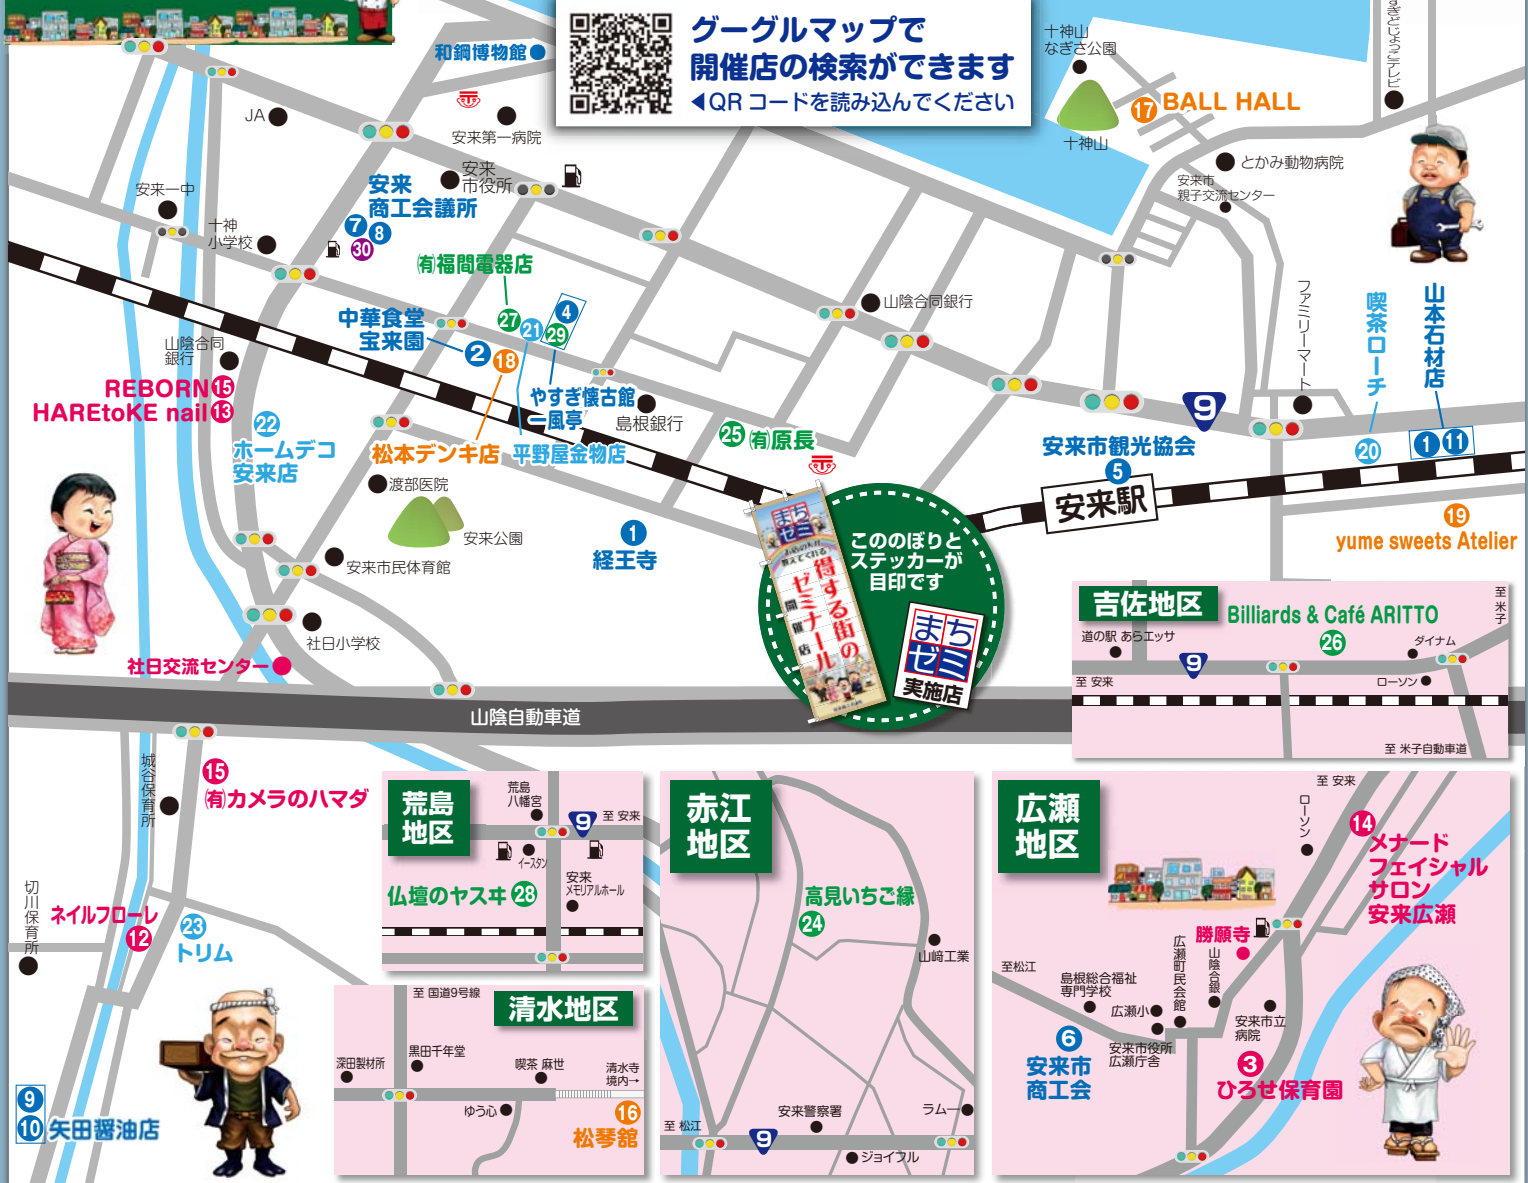 グーグルマップで
開催店の検索ができます
◀QRコードを読み込んでください
和鋼博物館
JA
安来第一病院
安来
市役所
安来
商工会議所
7
8
30
安来一中
十神
小学校
㈲福間電器店
27
21
4
29
中華食堂
宝来園
2
18
やすぎ懐古館
一風亭
島根銀行
山陰合同
銀行
REBORN 15
HAREtoKE nail 13
22
ホームデコ
安来店
松本デンキ店
平野屋金物店
渡部医院
安来公園
安来市民体育館
社日小学校
社日交流センター
1
経王寺
25 ㈲原長
山陰合同銀行
十神山
なぎさ公園
十神山
17 BALL HALL
とかみ動物病院
安来市
親子交流センター
ファミリーマート
喫茶ローチ
20
山本石材店
1 11
9
安来市観光協会
5
安来駅
19
yume sweets Atelier
このぼりと
ステッカーが
目印です
まち
ゼミ
得する街の
ゼミナール
開催店
まち
ゼミ
実施店
山陰自動車道
吉佐地区
Billiards & Café ARITTO
26
至 米子
道の駅 あらエッサ
ダイナム
9
至 安来
ローソン
至 米子自動車道
15
㈲カメラのハマダ
城谷保育所
切川保育所
ネイルフローレ
12
23
トリム
9
10 矢田醤油店
荒島
地区
荒島
八幡宮
9
至 安来
イースタン
安来
メモリアルホール
仏壇のヤスヰ 28
清水地区
至 国道9号線
深田製材所
黒田千年堂
喫茶 麻世
清水寺
境内→
ゆう心
16
松琴館
赤江
地区
高見いちご縁
24
山﨑工業
安来警察署
ラムー
至 松江
9
ジョイフル
広瀬
地区
至 安来
ローソン
14
メナード
フェイシャル
サロン
安来広瀬
勝願寺
広瀬町民会館
山陰合銀
至松江
島根総合福祉
専門学校
広瀬小
安来市役所
広瀬庁舎
安来市立
病院
6
安来市
商工会
3
ひろせ保育園